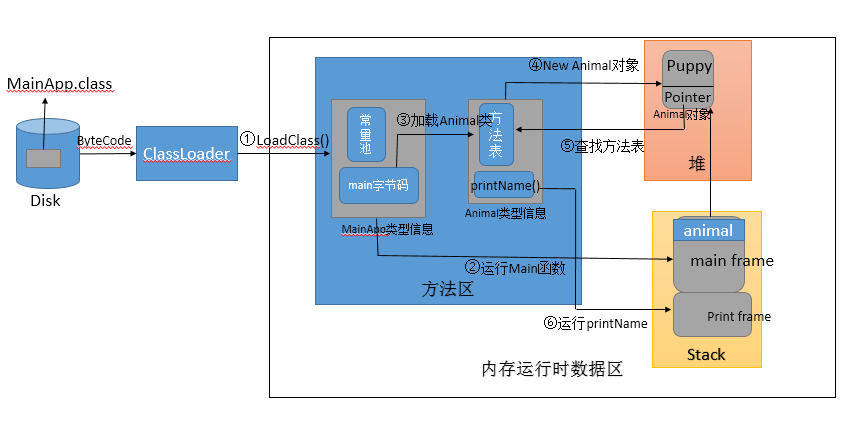 MainApp.class
Disk
ByteCode
ClassLoader
①LoadClass()
常量池
main字节码
MainApp类型信息
③加载Animal类
方法表
printName()
Animal类型信息
②运行Main函数
方法区
④New Animal对象
Puppy
Pointer
Animal对象
⑤查找方法表
堆
animal
main frame
Print frame
Stack
⑥运行printName
内存运行时数据区